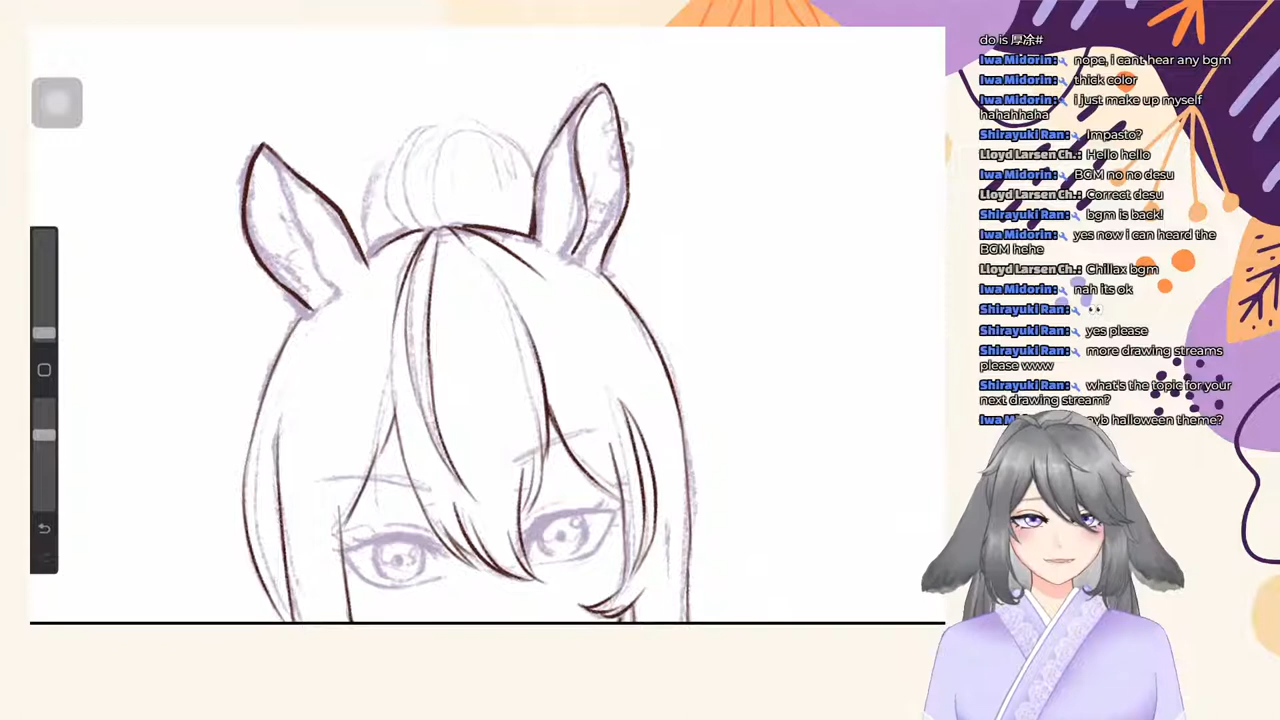 do is 厚涂#
Iwa Midorin: nope, i cant hear any bgm
Iwa Midorin: thick color
Iwa Midorin: i just make up myself
hahahhaha
Shirayuki Ran: Impasto?
Lloyd Larsen Ch.: Hello hello
Iwa Midorin: BGM no no desu
Lloyd Larsen Ch.: Correct desu
Shirayuki Ran: bgm is back!
Iwa Midorin: yes now i can heard the
BGM hehe
Lloyd Larsen Ch.: Chillax bgm
Iwa Midorin: nah its ok
Shirayuki Ran: 👀
Shirayuki Ran: yes please
Shirayuki Ran: more drawing streams
please www
Shirayuki Ran: what's the topic for your
next drawing stream?
Iwa halloween theme?